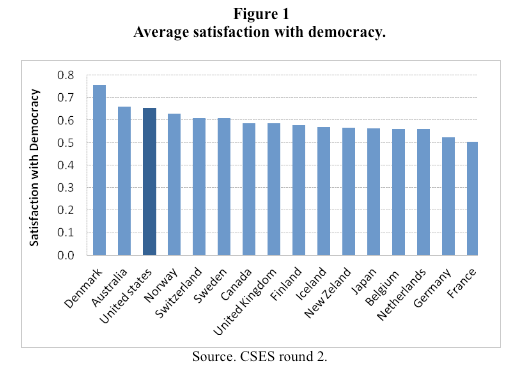 Figure 1
Average satisfaction with democracy.
0.8
0.7
0.6
0.5
0.4
0.3
0.2
0.1
0.0
Satisfaction with Democracy
Denmark
Australia
United states
Norway
Switzerland
Sweden
Canada
United Kingdom
Finland
Iceland
New Zeland
Japan
Belgium
Netherlands
Germany
France
Source. CSES round 2.